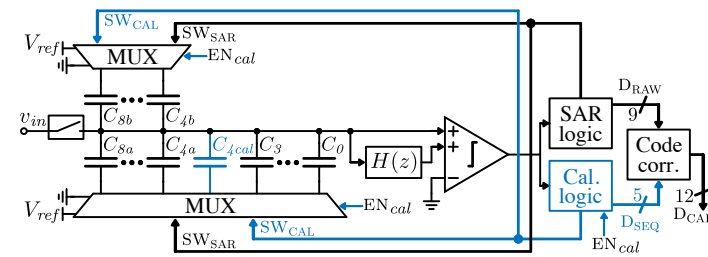 SW_CAL
SW_SAR
V_ref
MUX
EN_cal
C_8b
C_4b
v_in
C_8a
C_4a
C_4cal
C_3
C_0
H(z)
+
+
−
SAR logic
D_RAW
9
Code corr.
Cal. logic
5
D_SEQ
12
D_CAL
EN_cal
V_ref
MUX
EN_cal
SW_SAR
SW_CAL